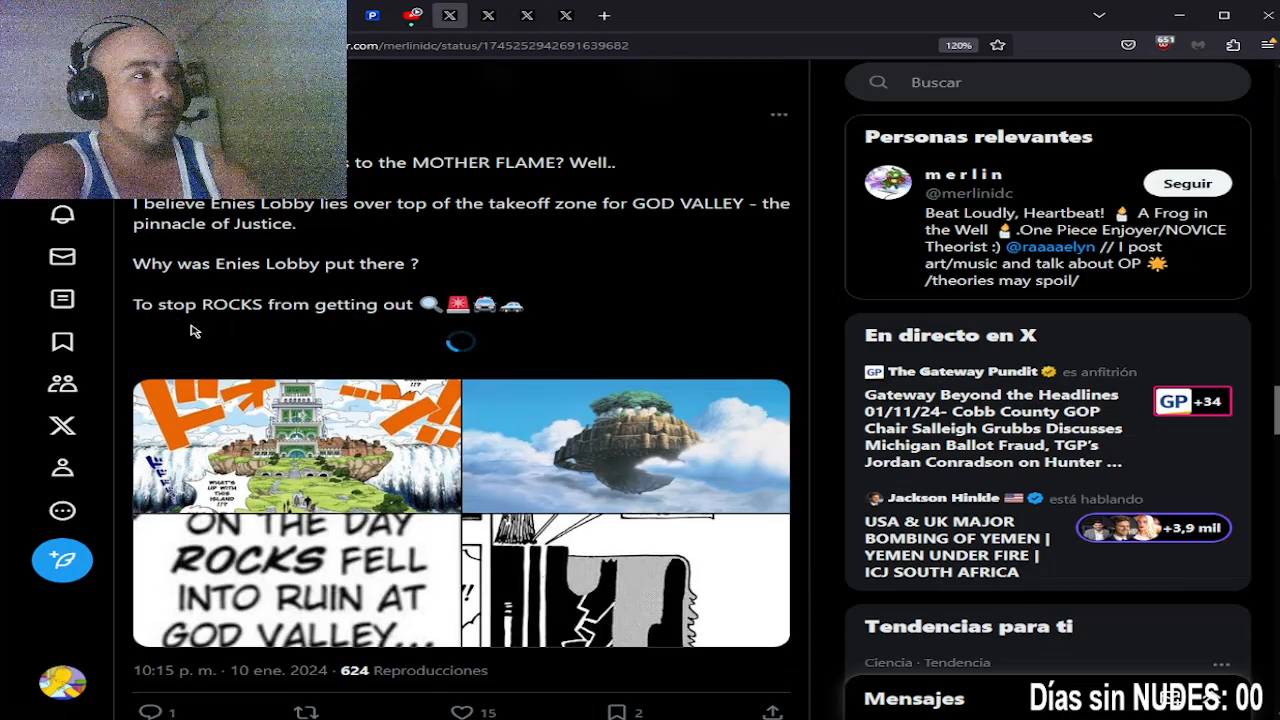 651
r.com/merlinidc/status/1745252942691639682
120%
Buscar
Personas relevantes
s to the MOTHER FLAME? Well..
merlin
@merlinidc
Seguir
I believe Enies Lobby lies over top of the takeoff zone for GOD VALLEY - the
pinnacle of Justice.
Beat Loudly, Heartbeat! A Frog in
the Well .One Piece Enjoyer/NOVICE
Theorist :) @raaaaelyn // I post
art/music and talk about OP
/theories may spoil/
Why was Enies Lobby put there ?
To stop ROCKS from getting out
En directo en X
GP The Gateway Pundit es anfitrión
Gateway Beyond the Headlines
01/11/24- Cobb County GOP
Chair Salleigh Grubbs Discusses
Michigan Ballot Fraud, TGP's
Jordan Conradson on Hunter ...
GP +34
Jackson Hinkle está hablando
USA & UK MAJOR
BOMBING OF YEMEN |
YEMEN UNDER FIRE |
ICJ SOUTH AFRICA
+3,9 mil
ドォ
WHAT'S
UP WITH
THIS
ISLAND
!!?
ON THE DAY
ROCKS FELL
INTO RUIN AT
GOD VALLEY...
!!
10:15 p. m. · 10 ene. 2024 · 624 Reproducciones
1
15
2
Tendencias para ti
Ciencia · Tendencia
Mensajes
Días sin NUDES: 00